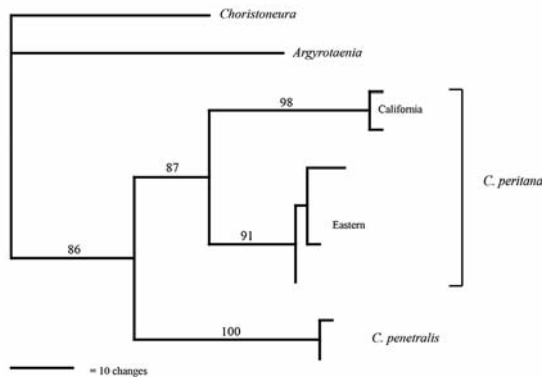 Choristoneura
Argyrotaenia
98
California
87
C. peritana
Eastern
91
86
100
C. penetralis
= 10 changes